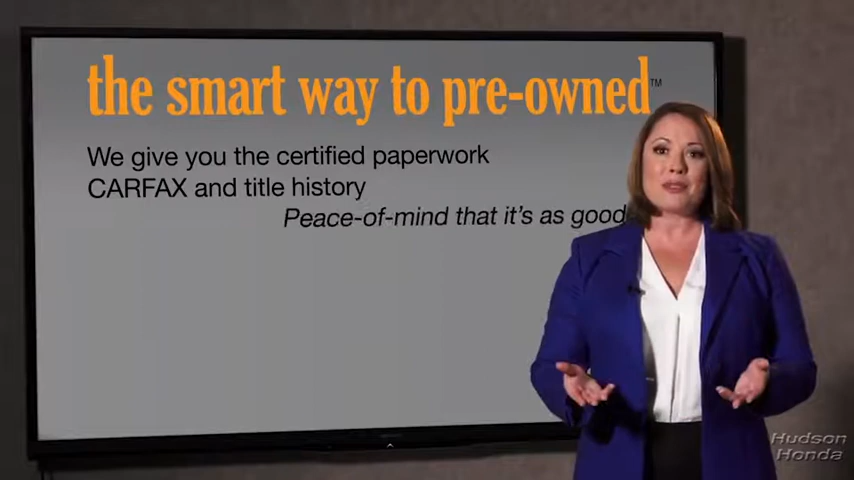 the smart way to pre-owned™
We give you the certified paperwork
CARFAX and title history
Peace-of-mind that it's as good
Hudson
Honda